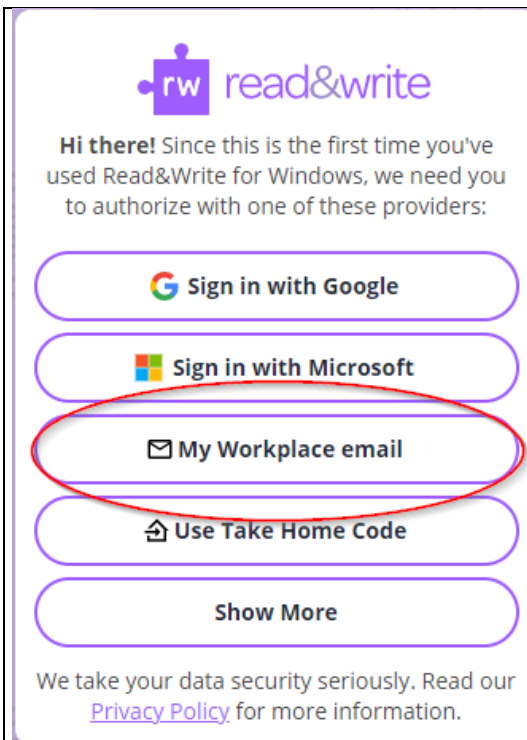 rw read&write
Hi there! Since this is the first time you've
used Read&Write for Windows, we need you
to authorize with one of these providers:
Sign in with Google
Sign in with Microsoft
My Workplace email
Use Take Home Code
Show More
We take your data security seriously. Read our
Privacy Policy for more information.